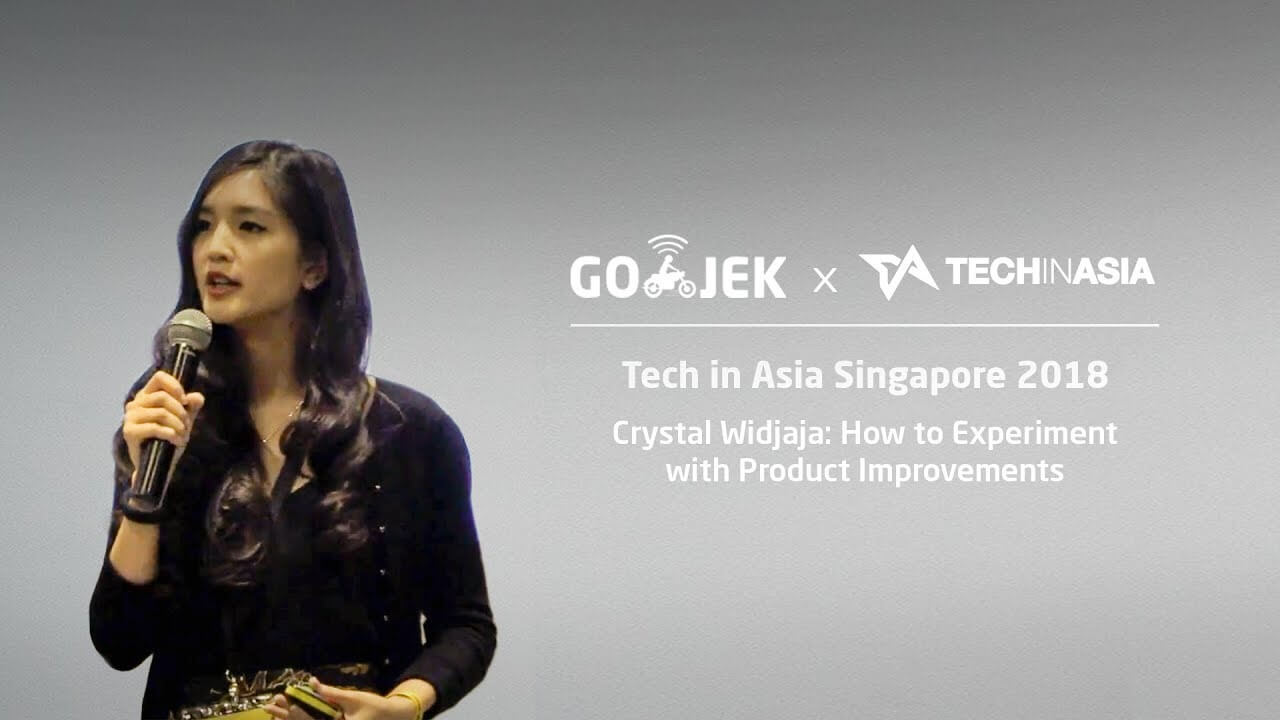 GO JEK x TECHINASIA
Tech in Asia Singapore 2018
Crystal Widjaja: How to Experiment
with Product Improvements